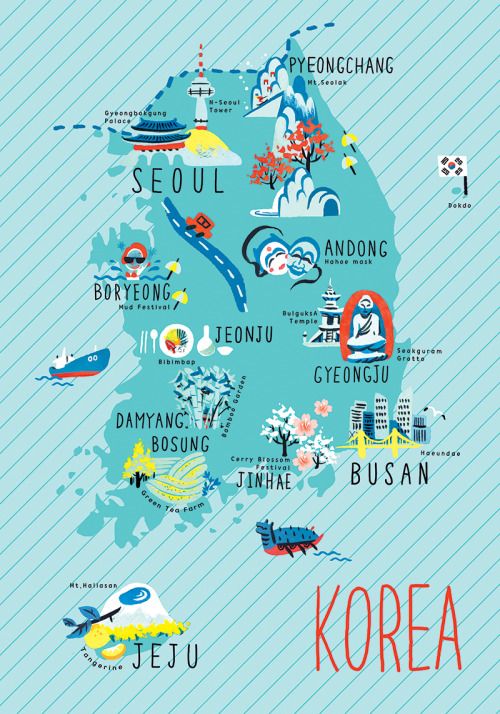 PYEONGCHANG
Mt,Seolak
N-Seoul
Tower
Gyeongbokgung
Palace
SEOUL
Dokdo
ANDONG
Hahoe mask
BORYEONG
Mud Festival
BulguksA
Temple
JEONJU
Bibimbap
Seokguram
Grotto
GYEONGJU
Bamboo Garden
DAMYANG.
BOSUNG
Green Tea Farm
Cerry Blossom
Festival
JINHAE
Haeundae
BUSAN
Mt,Hallasan
Tangerine
JEJU
KOREA